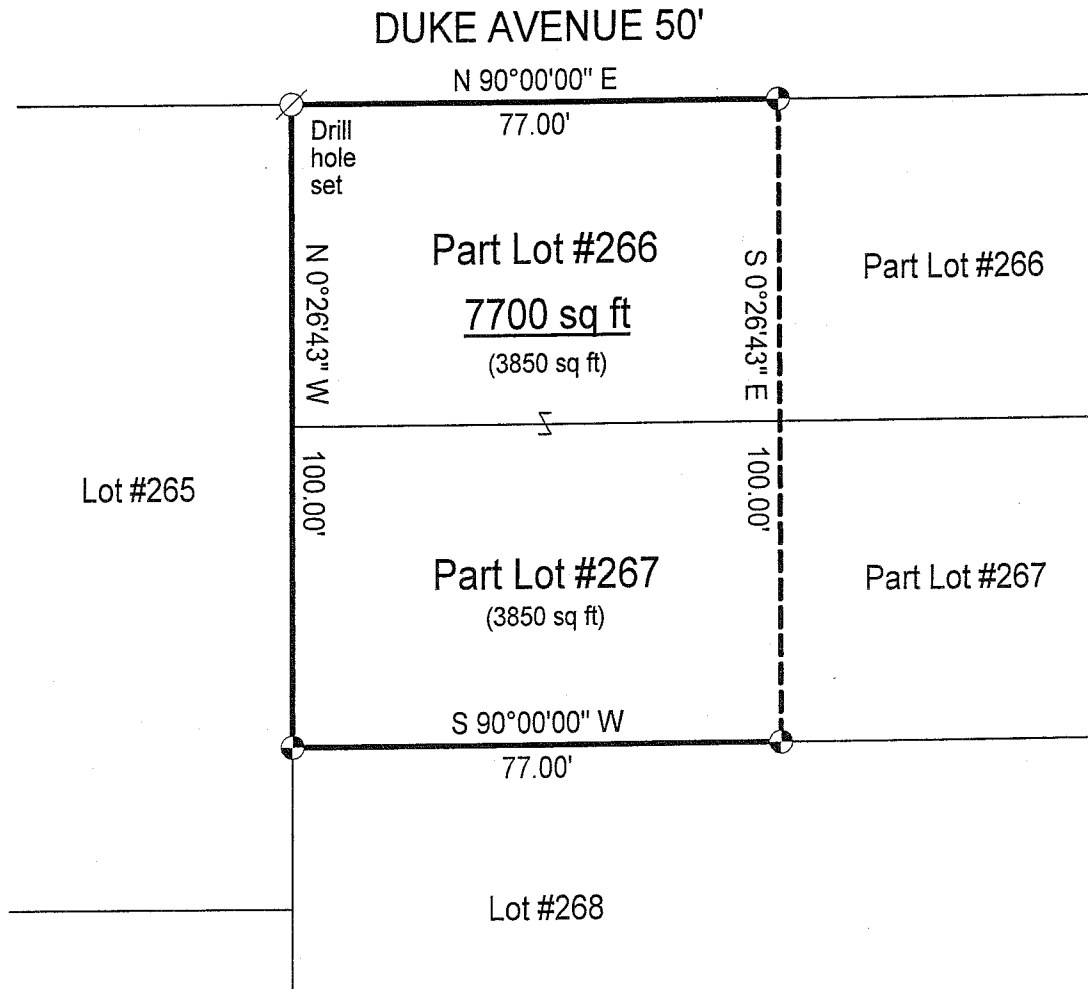 DUKE AVENUE 50'
N 90°00'00" E
77.00'
Drill
hole
set
N 0°26'43" W
100.00'
Part Lot #266
7700 sq ft
(3850 sq ft)
S 0°26'43" E
100.00'
Part Lot #266
Lot #265
Part Lot #267
(3850 sq ft)
Part Lot #267
S 90°00'00" W
77.00'
Lot #268